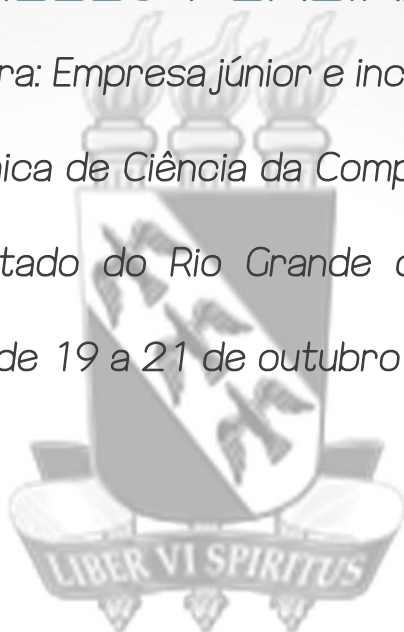 ra: Empresa júnior e inc
nica de Ciência da Comp
tado do Rio Grande
de 19 a 21 de outubro
LIBER VI SPIRITUS